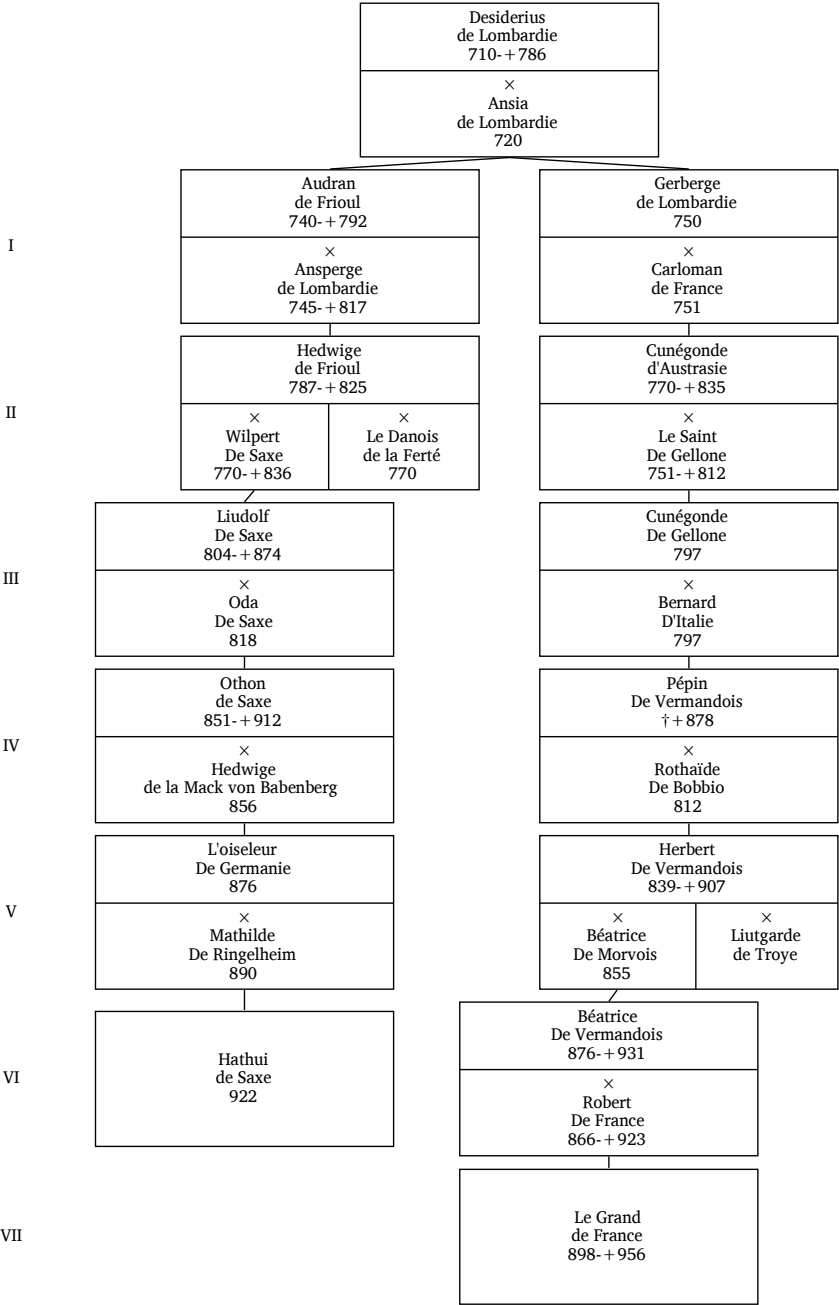 Desiderius
de Lombardie
710-+786
×
Ansia
de Lombardie
720
I
Audran
de Frioul
740-+792
×
Ansperge
de Lombardie
745-+817
Gerberge
de Lombardie
750
×
Carloman
de France
751
II
Hedwige
de Frioul
787-+825
×
Wilpert
De Saxe
770-+836
×
Le Danois
de la Ferté
770
Cunégonde
d'Austrasie
770-+835
×
Le Saint
De Gellone
751-+812
III
Liudolf
De Saxe
804-+874
×
Oda
De Saxe
818
Cunégonde
De Gellone
797
×
Bernard
D'Italie
797
IV
Othon
de Saxe
851-+912
×
Hedwige
de la Mack von Babenberg
856
Pépin
De Vermandois
†+878
×
Rothaïde
De Bobbio
812
V
L'oiseleur
De Germanie
876
×
Mathilde
De Ringelheim
890
Herbert
De Vermandois
839-+907
×
Béatrice
De Morvois
855
×
Liutgarde
de Troye
VI
Hathui
de Saxe
922
Béatrice
De Vermandois
876-+931
×
Robert
De France
866-+923
VII
Le Grand
de France
898-+956